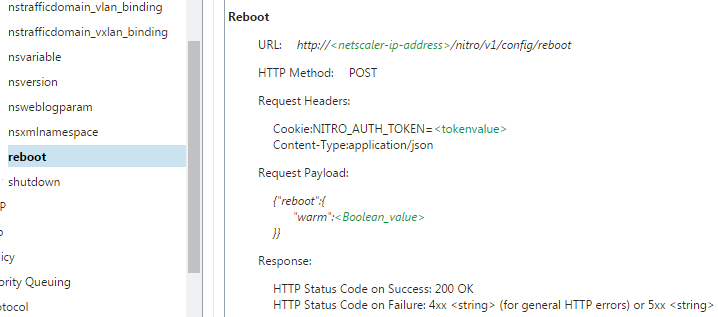 nstrafficdomain_vlan_binding
nstrafficdomain_vxlan_binding
nsvariable
nsversion
nsweblogparam
nsxmlnamespace
reboot
shutdown
P
o
icy
ority Queuing
otocol
Reboot
URL: http://<netscaler-ip-address>/nitro/v1/config/reboot
HTTP Method: POST
Request Headers:
Cookie:NITRO_AUTH_TOKEN=<tokenvalue>
Content-Type:application/json
Request Payload:
{"reboot":{
"warm":<Boolean_value>
}}
Response:
HTTP Status Code on Success: 200 OK
HTTP Status Code on Failure: 4xx <string> (for general HTTP errors) or 5xx <string>